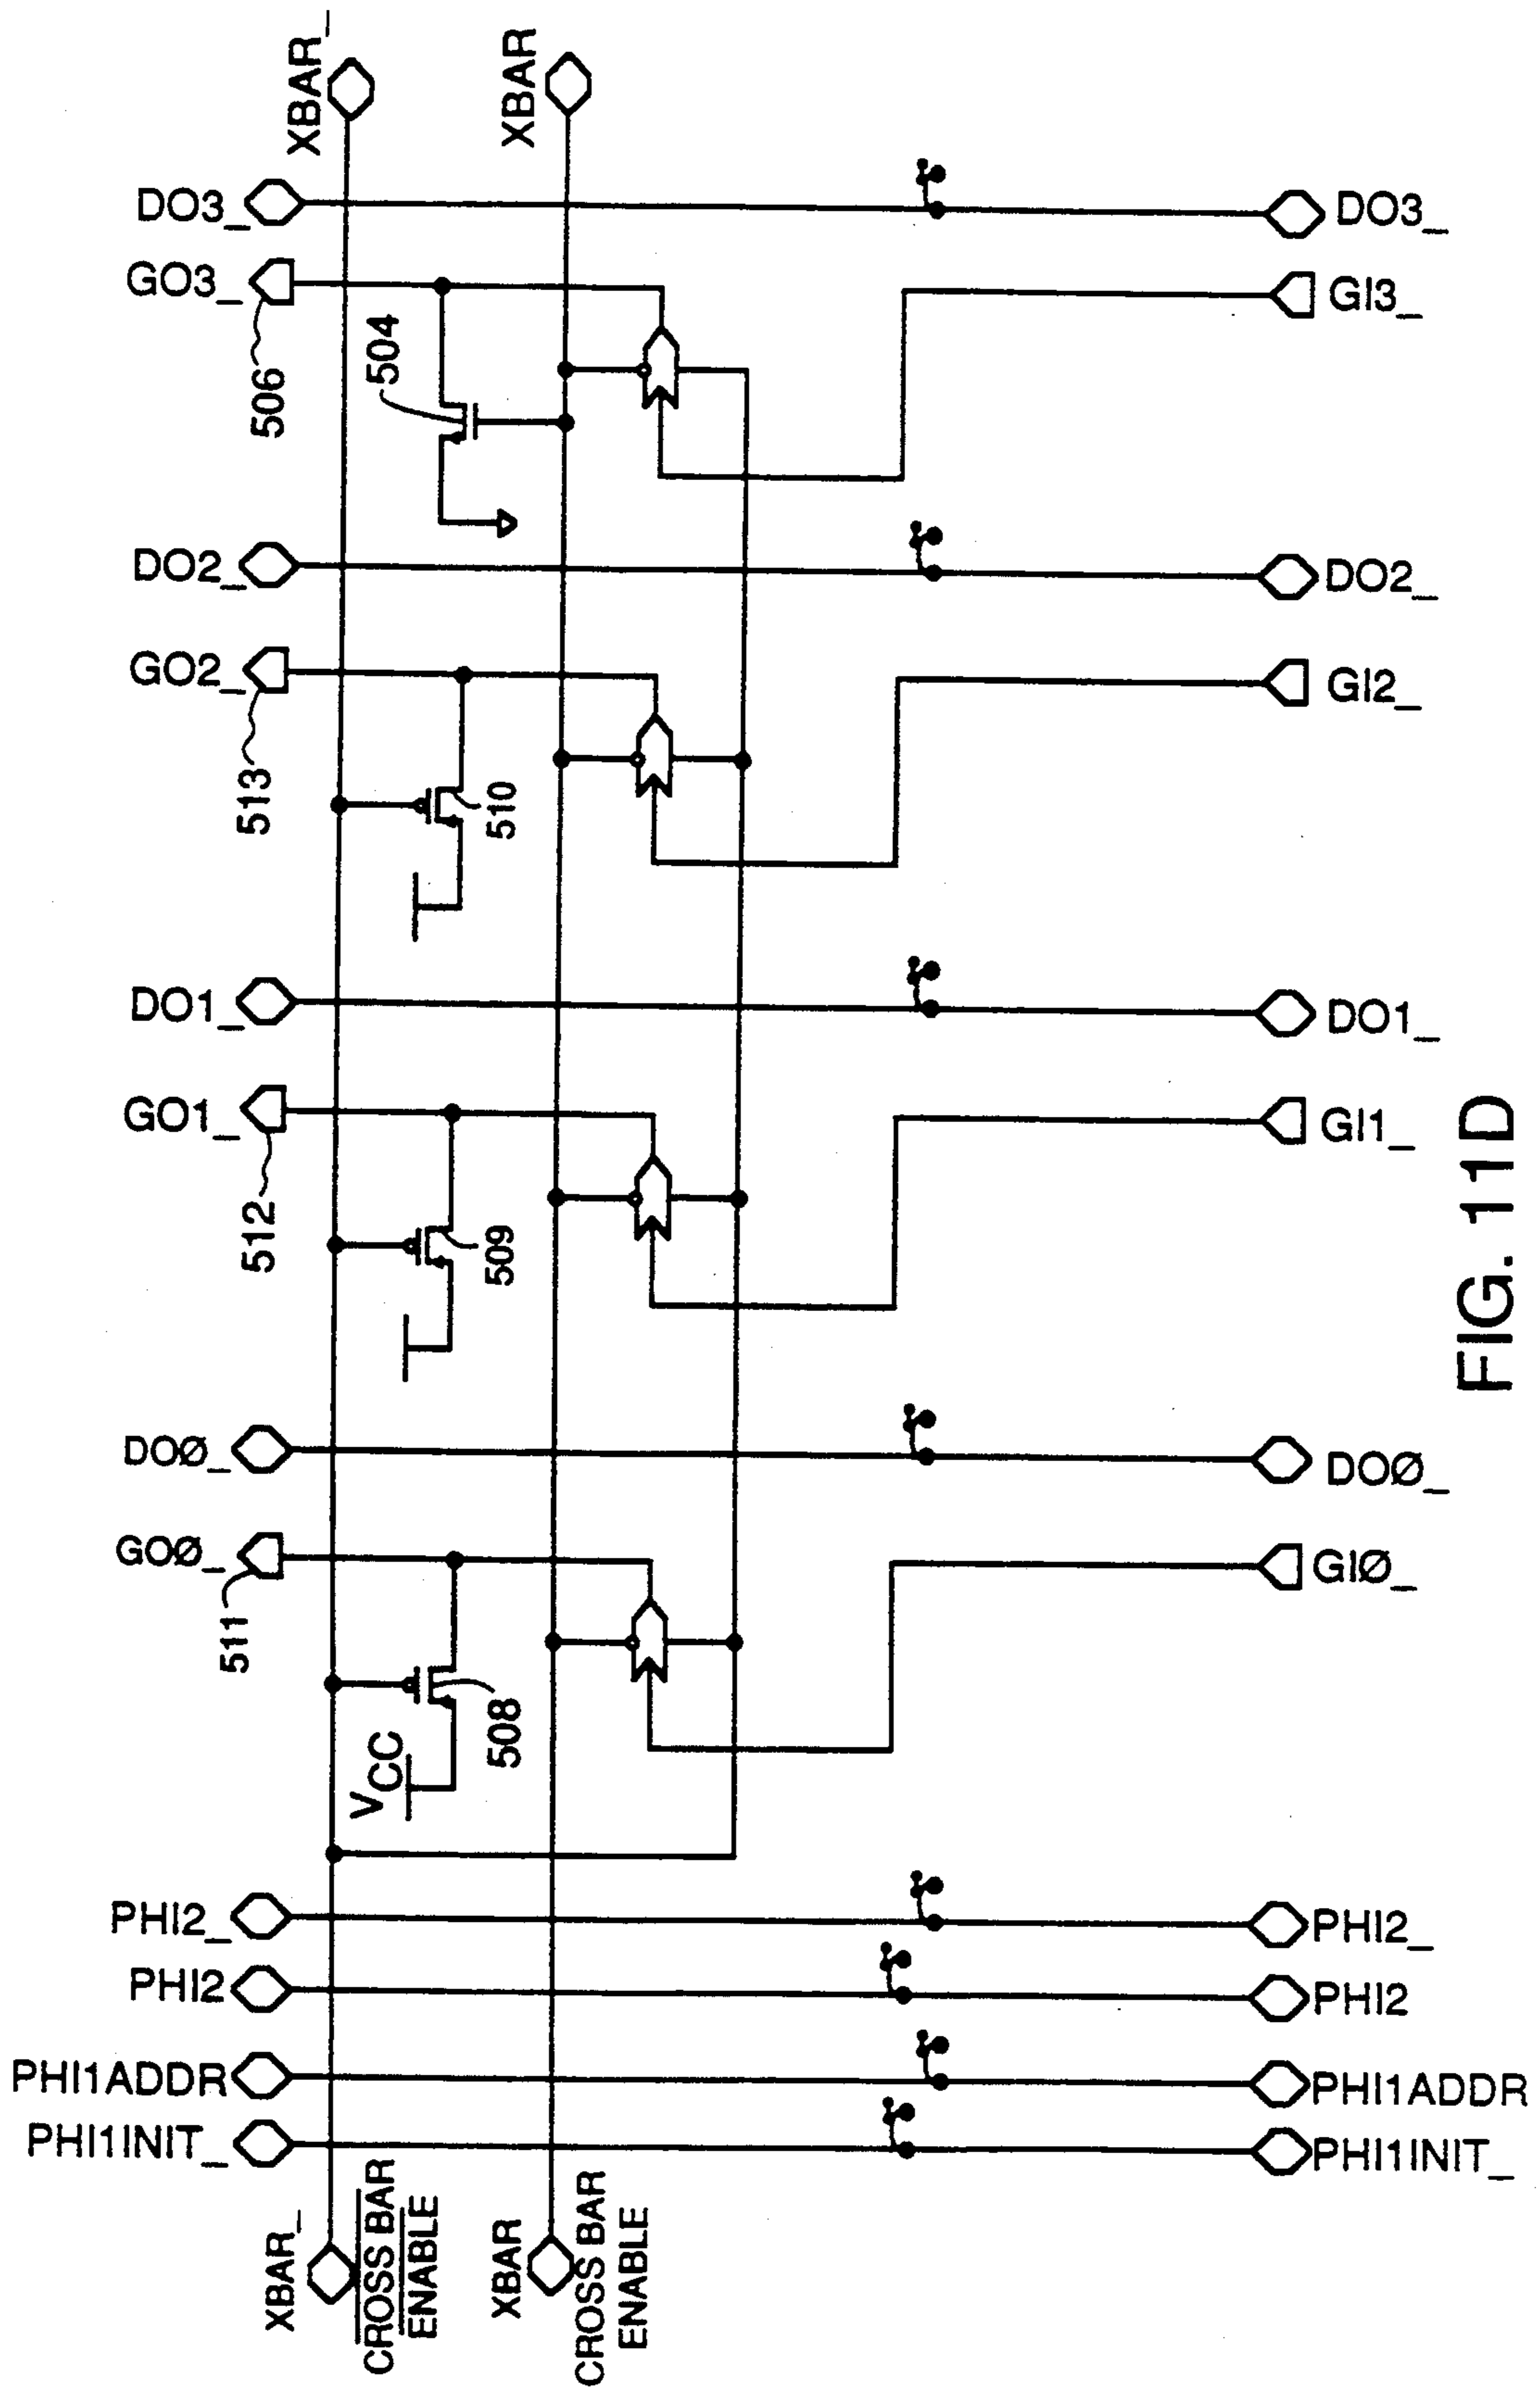 XBAR_
XBAR
DO3_
GO3_
506
504
DO3_
GI3_
DO2_
GO2_
513
510
DO2_
GI2_
DO1_
GO1_
512
509
DO1_
GI1_
DOØ_
GOØ_
511
508
VCC
DOØ_
GIØ_
PHI2_
PHI2_
PHI2
PHI2
PHI1ADDR
PHI1ADDR
PHI1INIT_
PHI1INIT_
XBAR_
CROSS BAR
ENABLE
XBAR
CROSS BAR
ENABLE
FIG. 11D